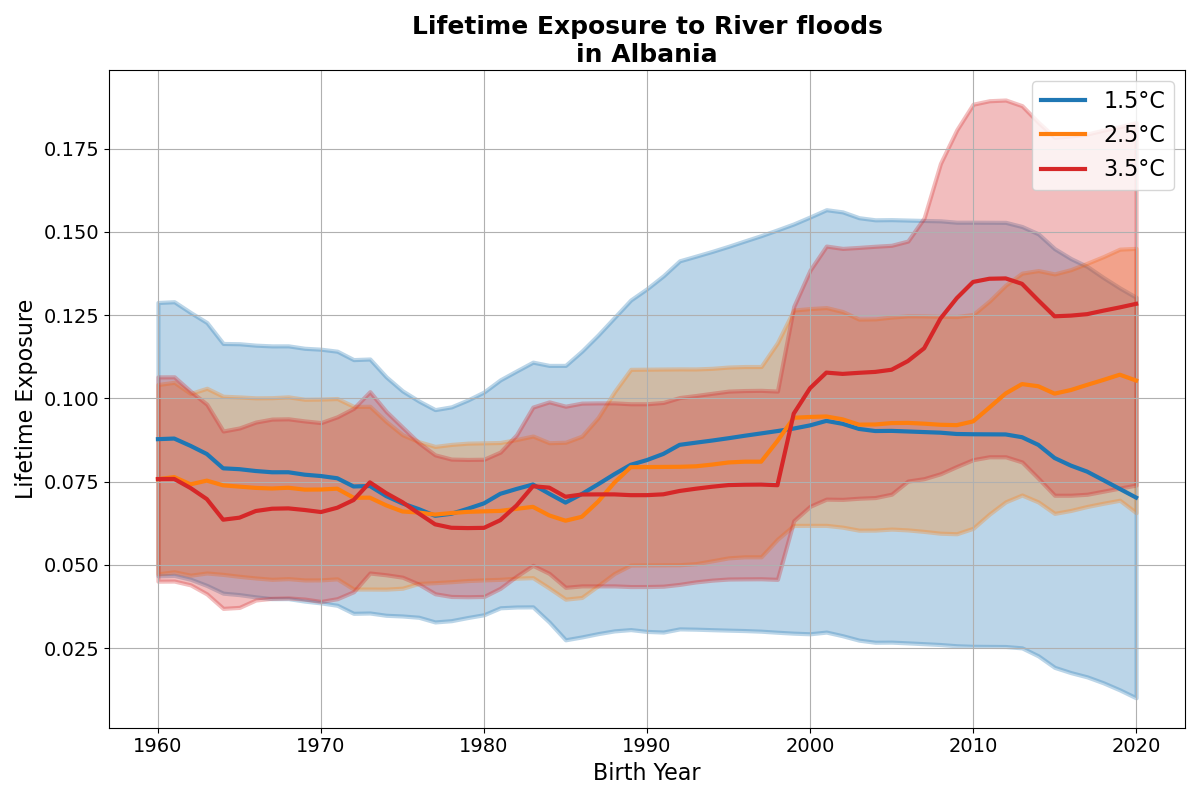 Lifetime Exposure to River floods
in Albania
1.5°C
2.5°C
3.5°C
Lifetime Exposure
0.175
0.150
0.125
0.100
0.075
0.050
0.025
1960
1970
1980
1990
2000
2010
2020
Birth Year